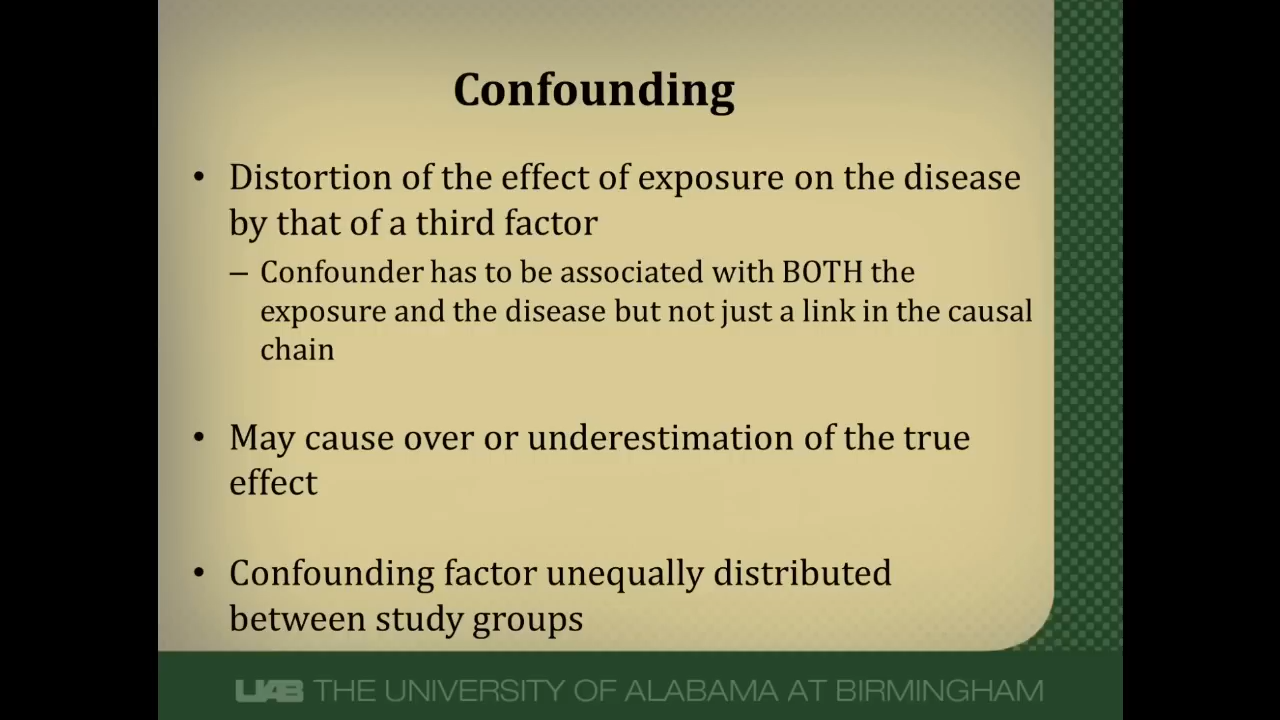 Confounding
• Distortion of the effect of exposure on the disease
by that of a third factor
– Confounder has to be associated with BOTH the
exposure and the disease but not just a link in the causal
chain
• May cause over or underestimation of the true
effect
• Confounding factor unequally distributed
between study groups
UAB THE UNIVERSITY OF ALABAMA AT BIRMINGHAM